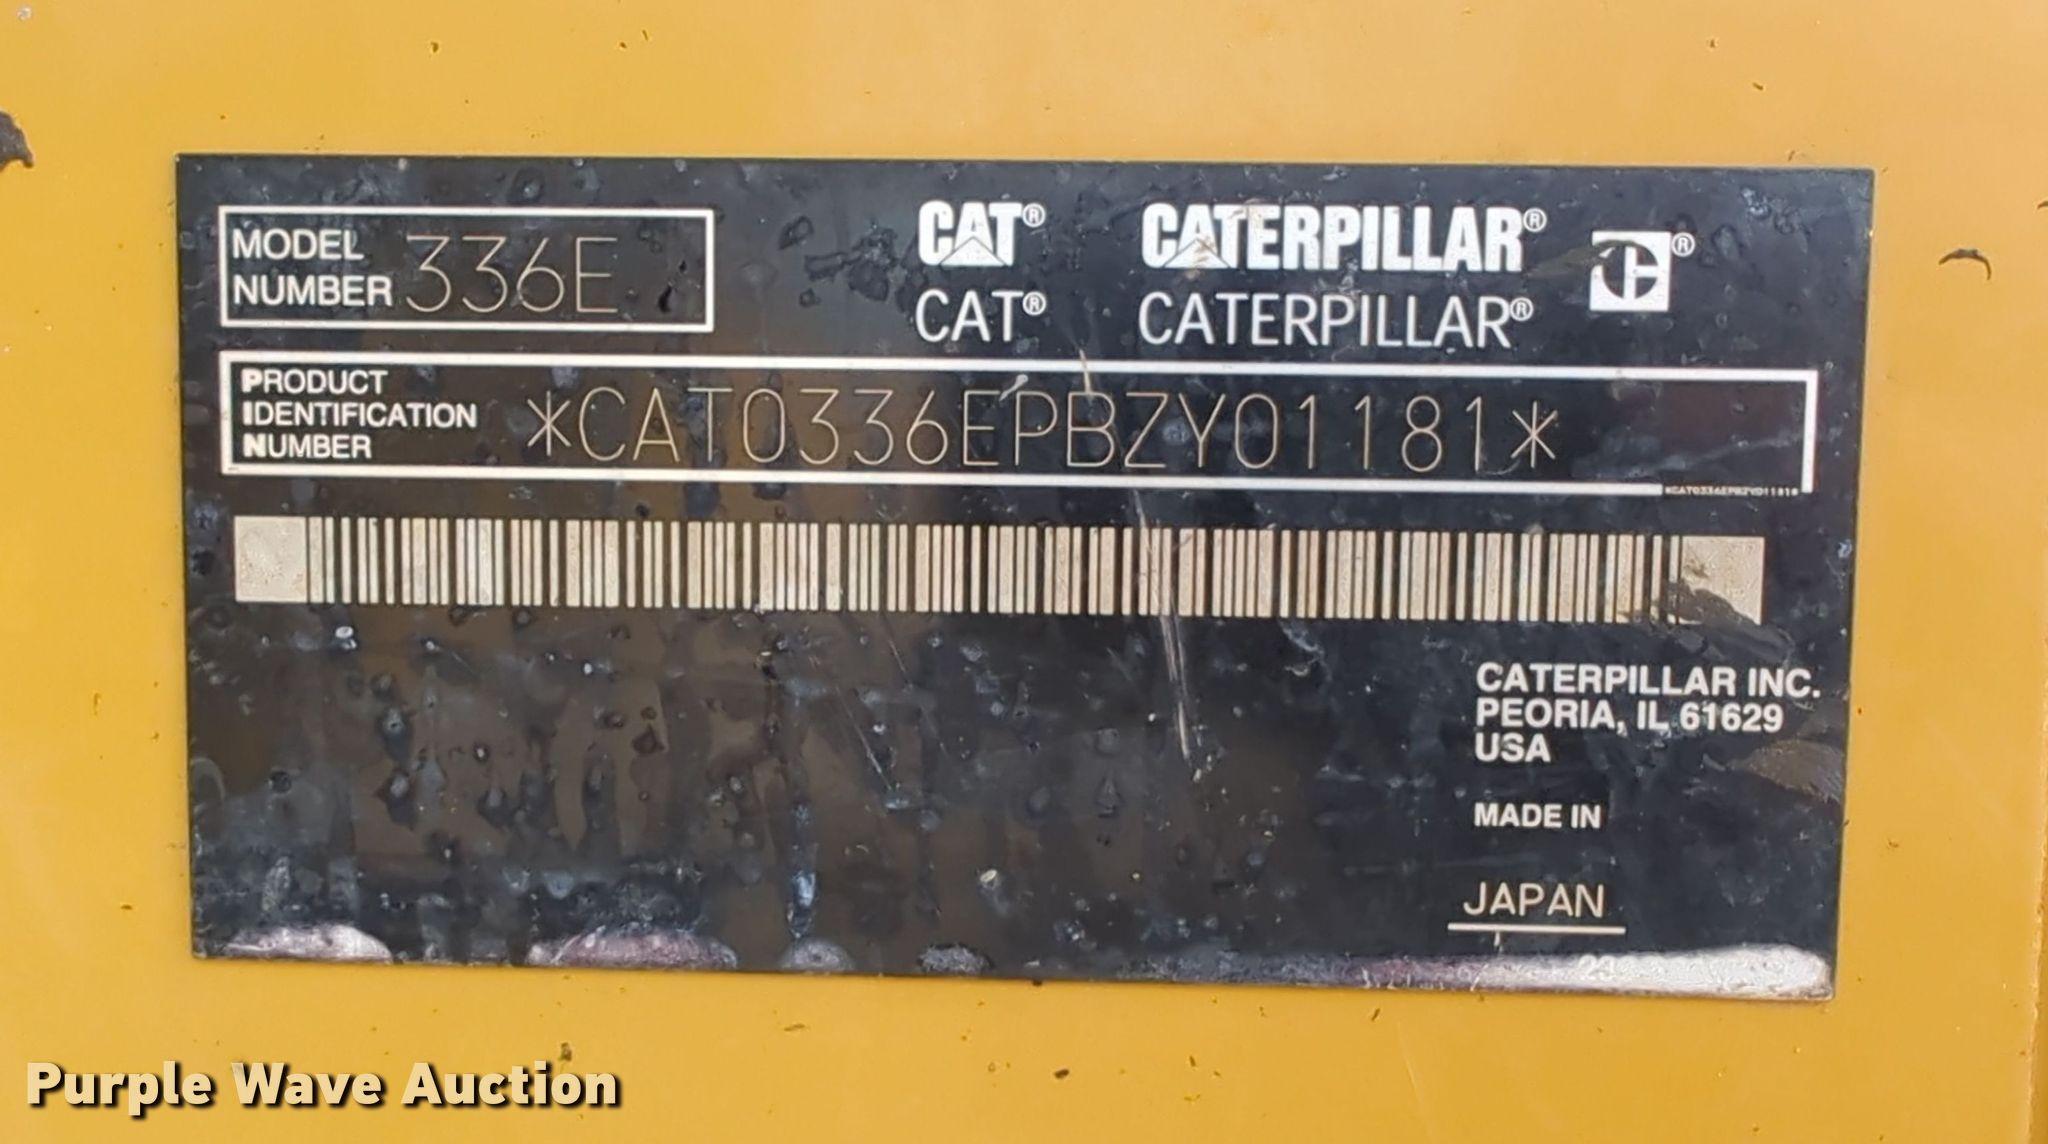 MODEL NUMBER 336E
CAT® CATERPILLAR® ®
CAT® CATERPILLAR®
PRODUCT IDENTIFICATION NUMBER *CAT0336EPBZY01181*
*CAT0336EPBZY01181*
CATERPILLAR INC.
PEORIA, IL 61629
USA
MADE IN
JAPAN
Purple Wave Auction